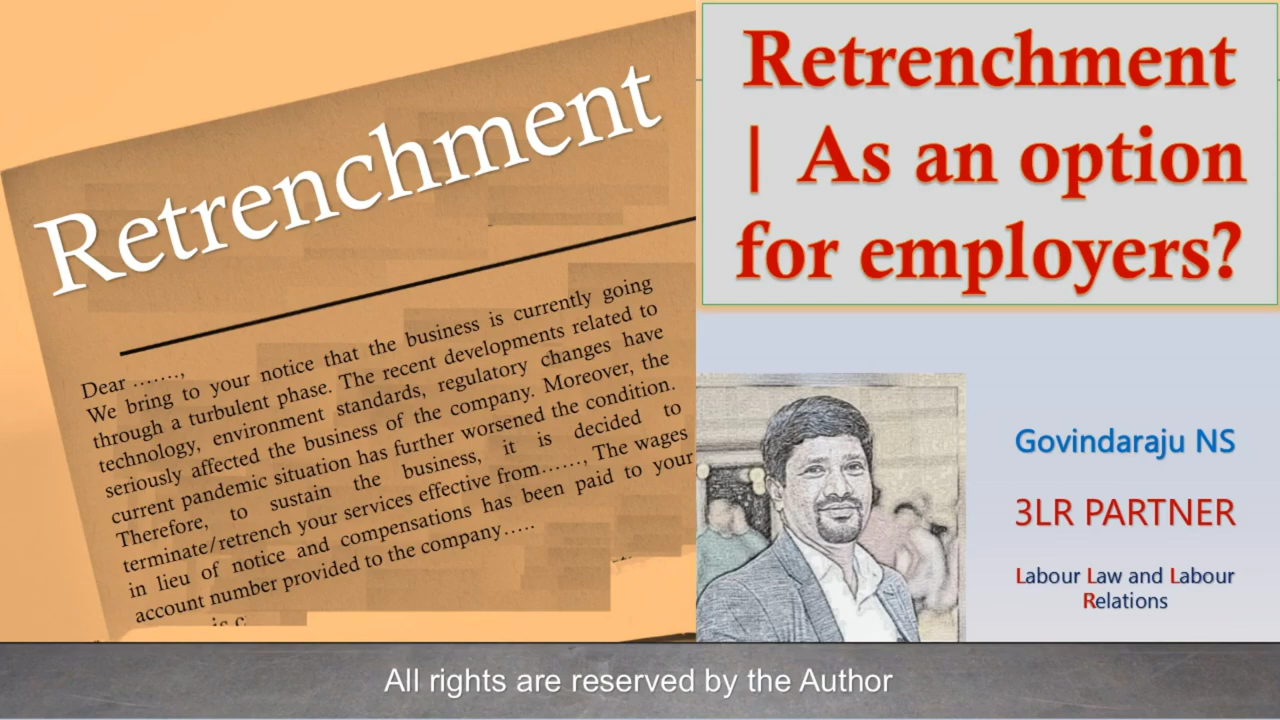 Retrenchment
Dear .......,
We bring to your notice that the business is currently going
through a turbulent phase. The recent developments related to
technology, environment standards, regulatory changes have
seriously affected the business of the company. Moreover, the
current pandemic situation has further worsened the condition.
Therefore, to sustain the business, it is decided to
terminate/retrench your services effective from......., The wages
in lieu of notice and compensations has been paid to your
account number provided to the company.....
Retrenchment
| As an option
for employers?
Govindaraju NS
3LR PARTNER
Labour Law and Labour
Relations
All rights are reserved by the Author